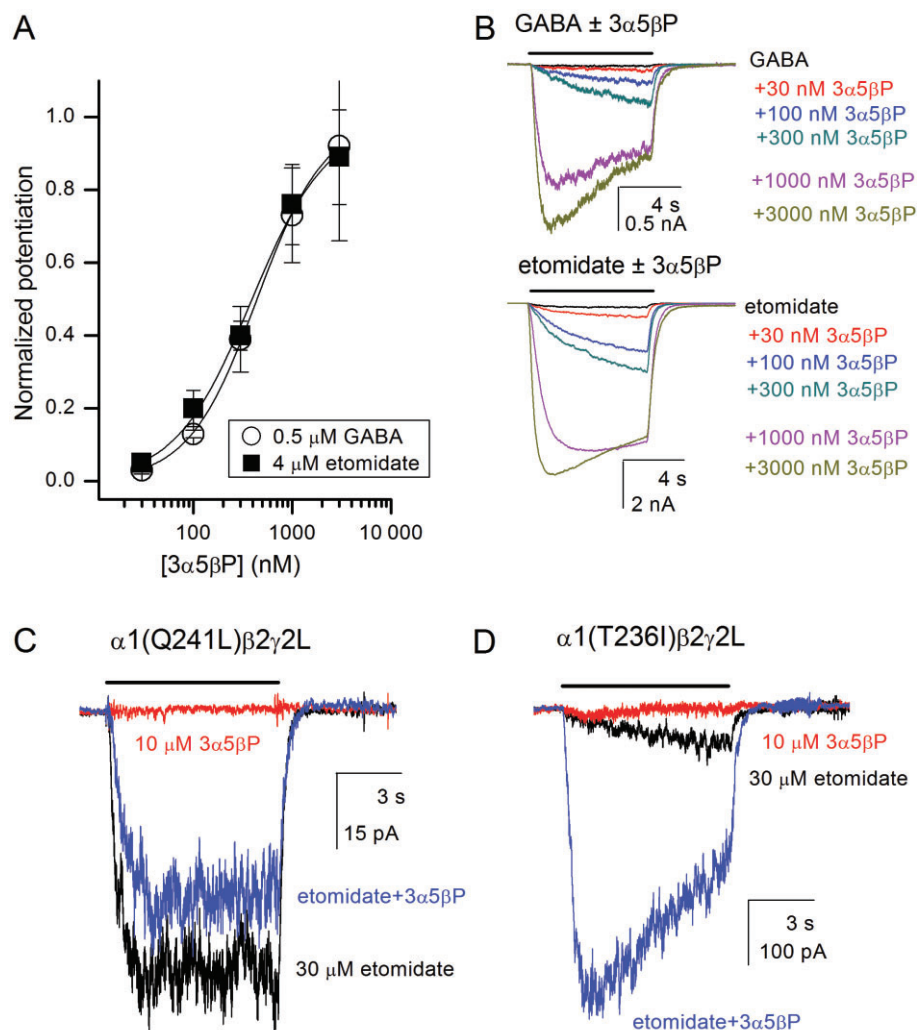 A
Normalized potentiation
1.0
0.8
0.6
0.4
0.2
0.0
100
1000
10 000
[3α5βP] (nM)
0.5 μM GABA
4 μM etomidate
B
GABA ± 3α5βP
GABA
+30 nM 3α5βP
+100 nM 3α5βP
+300 nM 3α5βP
+1000 nM 3α5βP
+3000 nM 3α5βP
4 s
0.5 nA
etomidate ± 3α5βP
etomidate
+30 nM 3α5βP
+100 nM 3α5βP
+300 nM 3α5βP
+1000 nM 3α5βP
+3000 nM 3α5βP
4 s
2 nA
C
α1(Q241L)β2γ2L
10 μM 3α5βP
3 s
15 pA
etomidate+3α5βP
30 μM etomidate
D
α1(T236I)β2γ2L
10 μM 3α5βP
30 μM etomidate
3 s
100 pA
etomidate+3α5βP